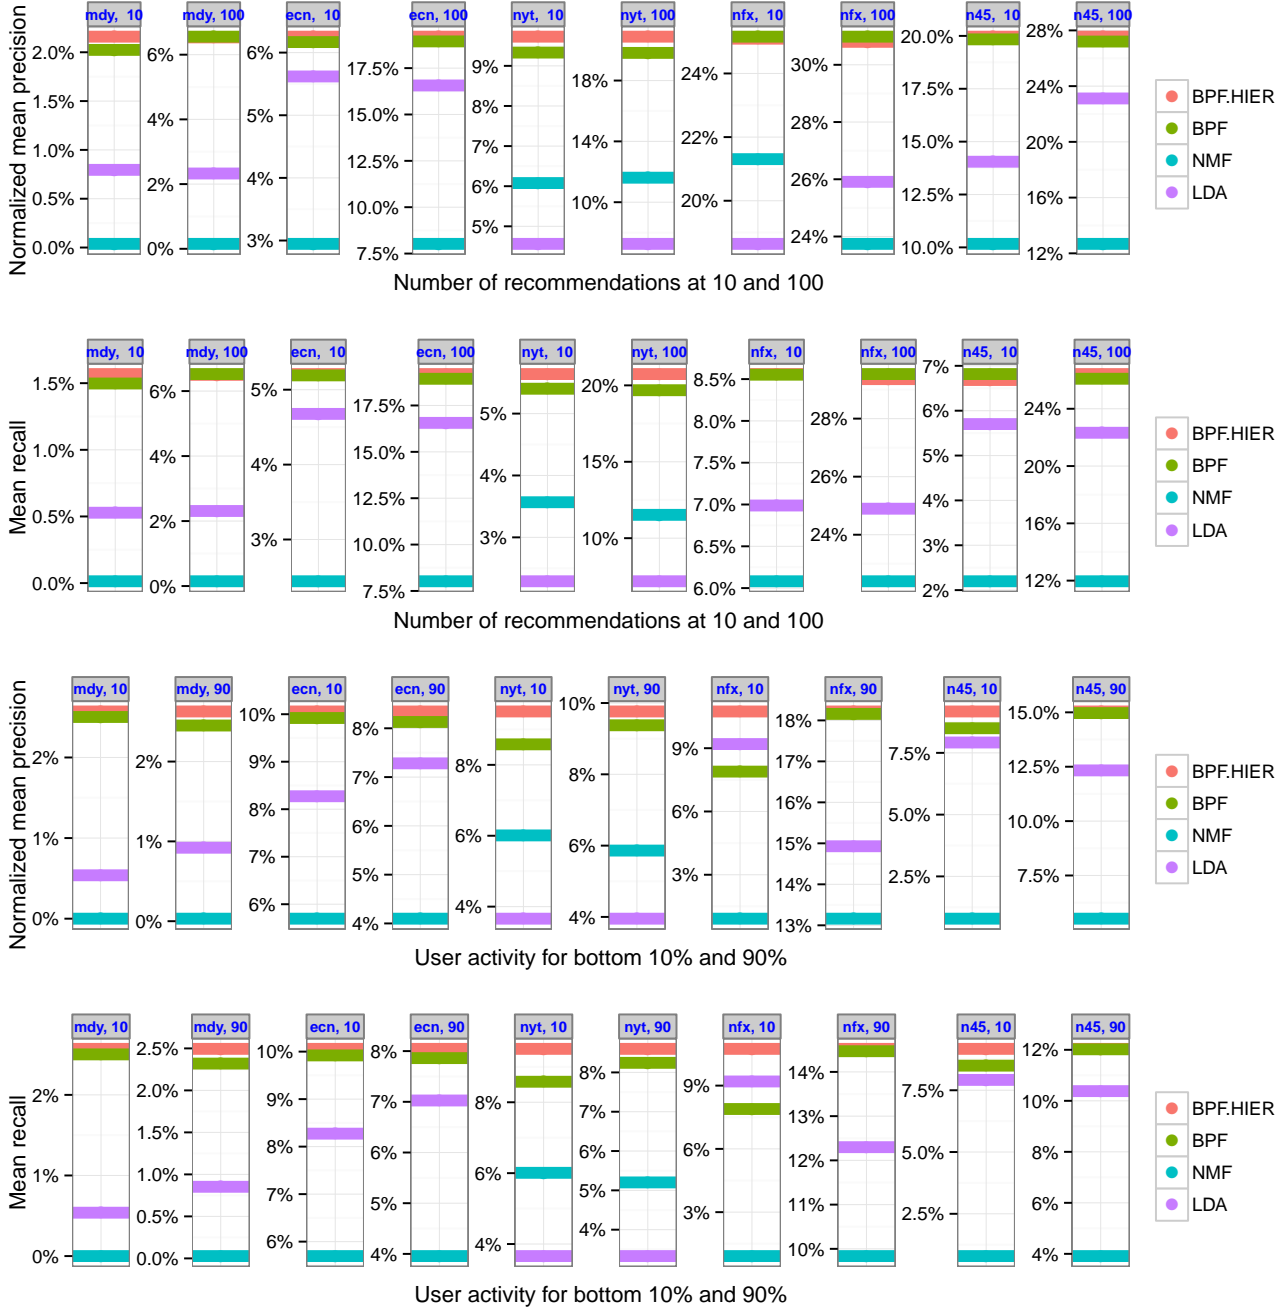 mdy, 10 mdy, 100 ecn, 10 ecn, 100 nyt, 10 nyt, 100 nfx, 10 nfx, 100 n45, 10 n45, 100
Normalized mean precision
2.0% 1.5% 1.0% 0.5% 0.0%
6% 4% 2% 0%
6% 5% 4% 3%
17.5% 15.0% 12.5% 10.0% 7.5%
9% 8% 7% 6% 5%
18% 14% 10%
24% 22% 20%
30% 28% 26% 24%
20.0% 17.5% 15.0% 12.5% 10.0%
28% 24% 20% 16% 12%
BPF.HIER
BPF
NMF
LDA
Number of recommendations at 10 and 100
mdy, 10 mdy, 100 ecn, 10 ecn, 100 nyt, 10 nyt, 100 nfx, 10 nfx, 100 n45, 10 n45, 100
Mean recall
1.5% 1.0% 0.5% 0.0%
6% 4% 2% 0%
5% 4% 3%
17.5% 15.0% 12.5% 10.0% 7.5%
5% 4% 3%
20% 15% 10%
8.5% 8.0% 7.5% 7.0% 6.5% 6.0%
28% 26% 24%
7% 6% 5% 4% 3% 2%
24% 20% 16% 12%
BPF.HIER
BPF
NMF
LDA
Number of recommendations at 10 and 100
mdy, 10 mdy, 90 ecn, 10 ecn, 90 nyt, 10 nyt, 90 nfx, 10 nfx, 90 n45, 10 n45, 90
Normalized mean precision
2% 1% 0%
2% 1% 0%
10% 9% 8% 7% 6%
8% 7% 6% 5% 4%
8% 6% 4%
10% 8% 6% 4%
9% 6% 3%
18% 17% 16% 15% 14% 13%
7.5% 5.0% 2.5%
15.0% 12.5% 10.0% 7.5%
BPF.HIER
BPF
NMF
LDA
User activity for bottom 10% and 90%
mdy, 10 mdy, 90 ecn, 10 ecn, 90 nyt, 10 nyt, 90 nfx, 10 nfx, 90 n45, 10 n45, 90
Mean recall
2% 1% 0%
2.5% 2.0% 1.5% 1.0% 0.5% 0.0%
10% 9% 8% 7% 6%
8% 7% 6% 5% 4%
8% 6% 4%
8% 7% 6% 5% 4%
9% 6% 3%
14% 13% 12% 11% 10%
7.5% 5.0% 2.5%
12% 10% 8% 6% 4%
BPF.HIER
BPF
NMF
LDA
User activity for bottom 10% and 90%